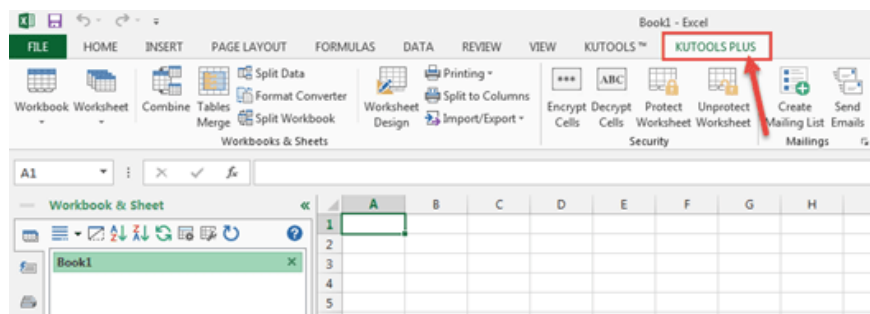 Book1 - Excel
FILE HOME INSERT PAGE LAYOUT FORMULAS DATA REVIEW VIEW KUTOOLS ™ KUTOOLS PLUS
Workbook Worksheet Combine Tables Merge Split Data Format Converter Split Workbook Worksheet Design Printing Split to Columns Import/Export
*** ABC
Encrypt Cells Decrypt Cells Protect Worksheet Unprotect Worksheet Create Mailing List Send Emails
Workbooks & Sheets Security Mailings
A1 fx
Workbook & Sheet
A B C D E F G H
Book1
1
2
3
4
5